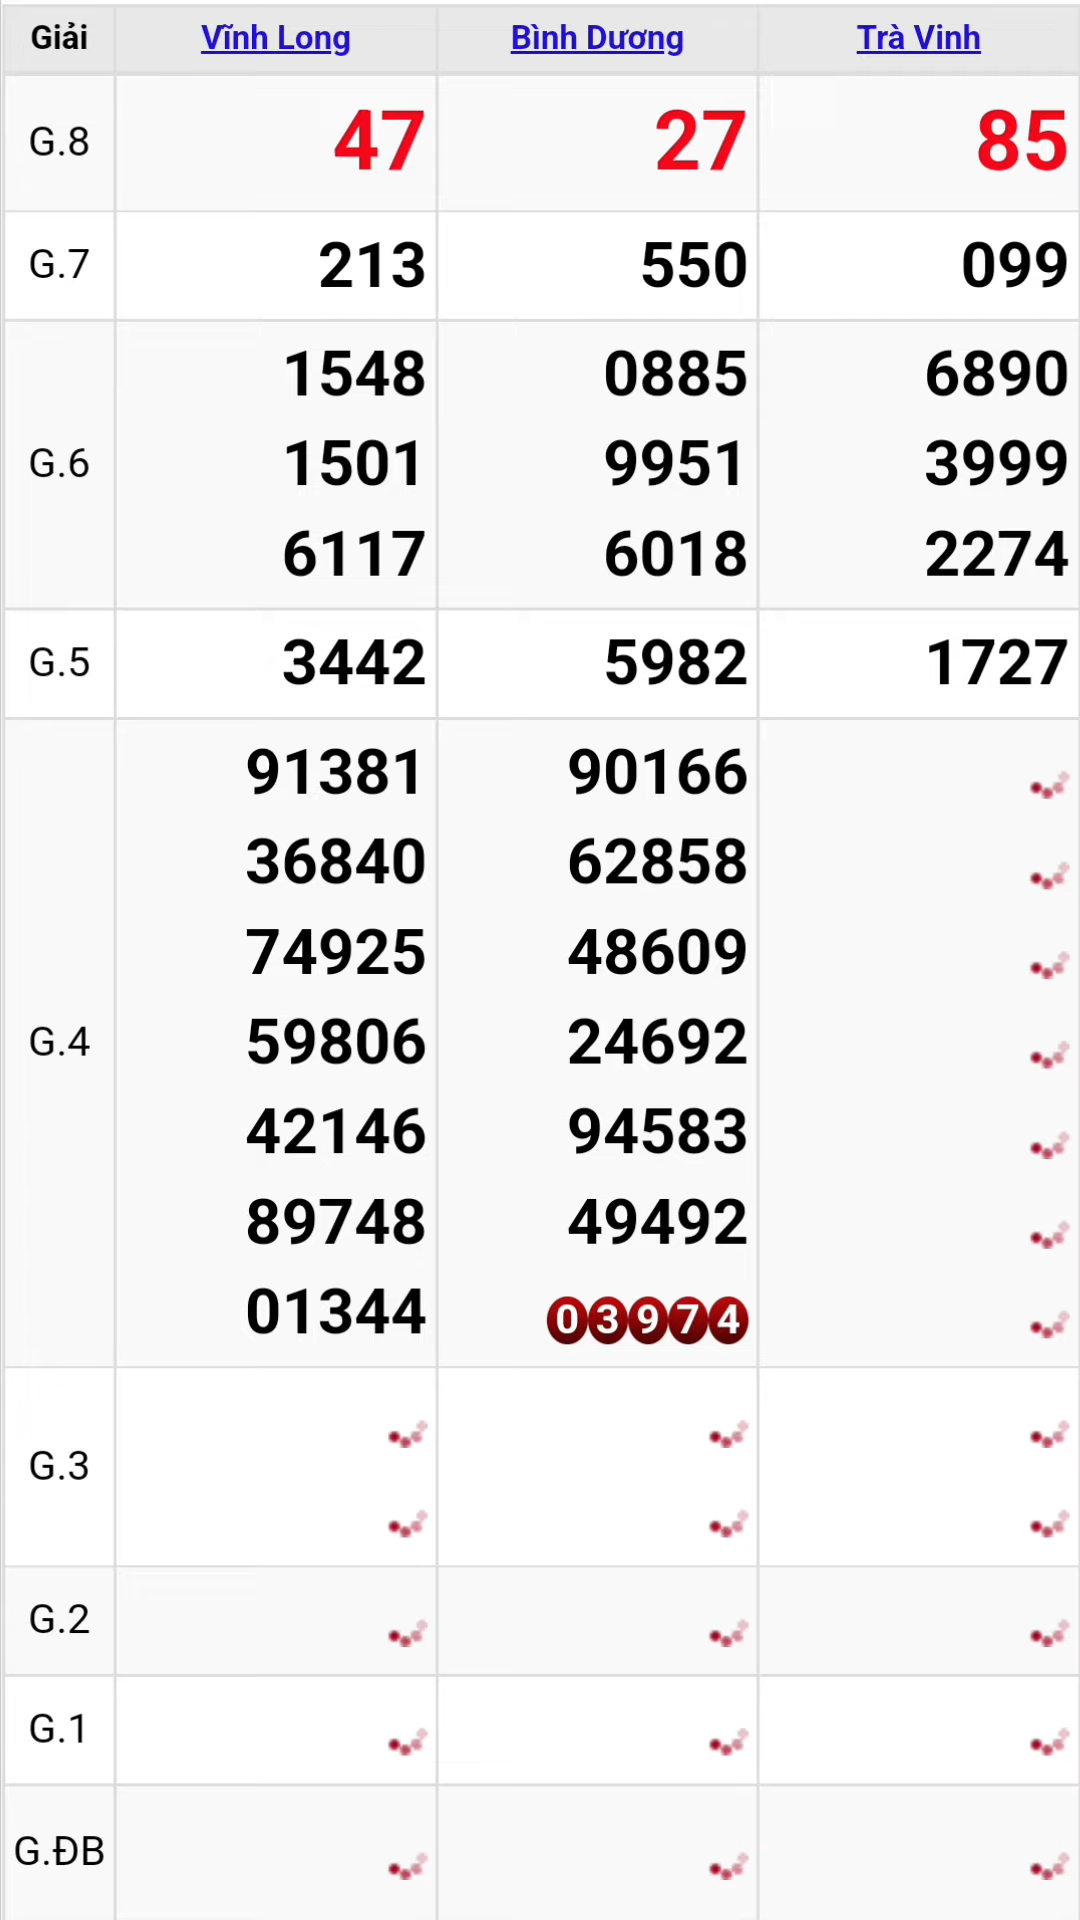 Giải Vĩnh Long Bình Dương Trà Vinh
G.8 47 27 85
G.7 213 550 099
1548 0885 6890
G.6 1501 9951 3999
6117 6018 2274
G.5 3442 5982 1727
91381 90166
36840 62858
74925 48609
G.4 59806 24692
42146 94583
89748 49492
01344 03974
G.3
G.2
G.1
G.ĐB